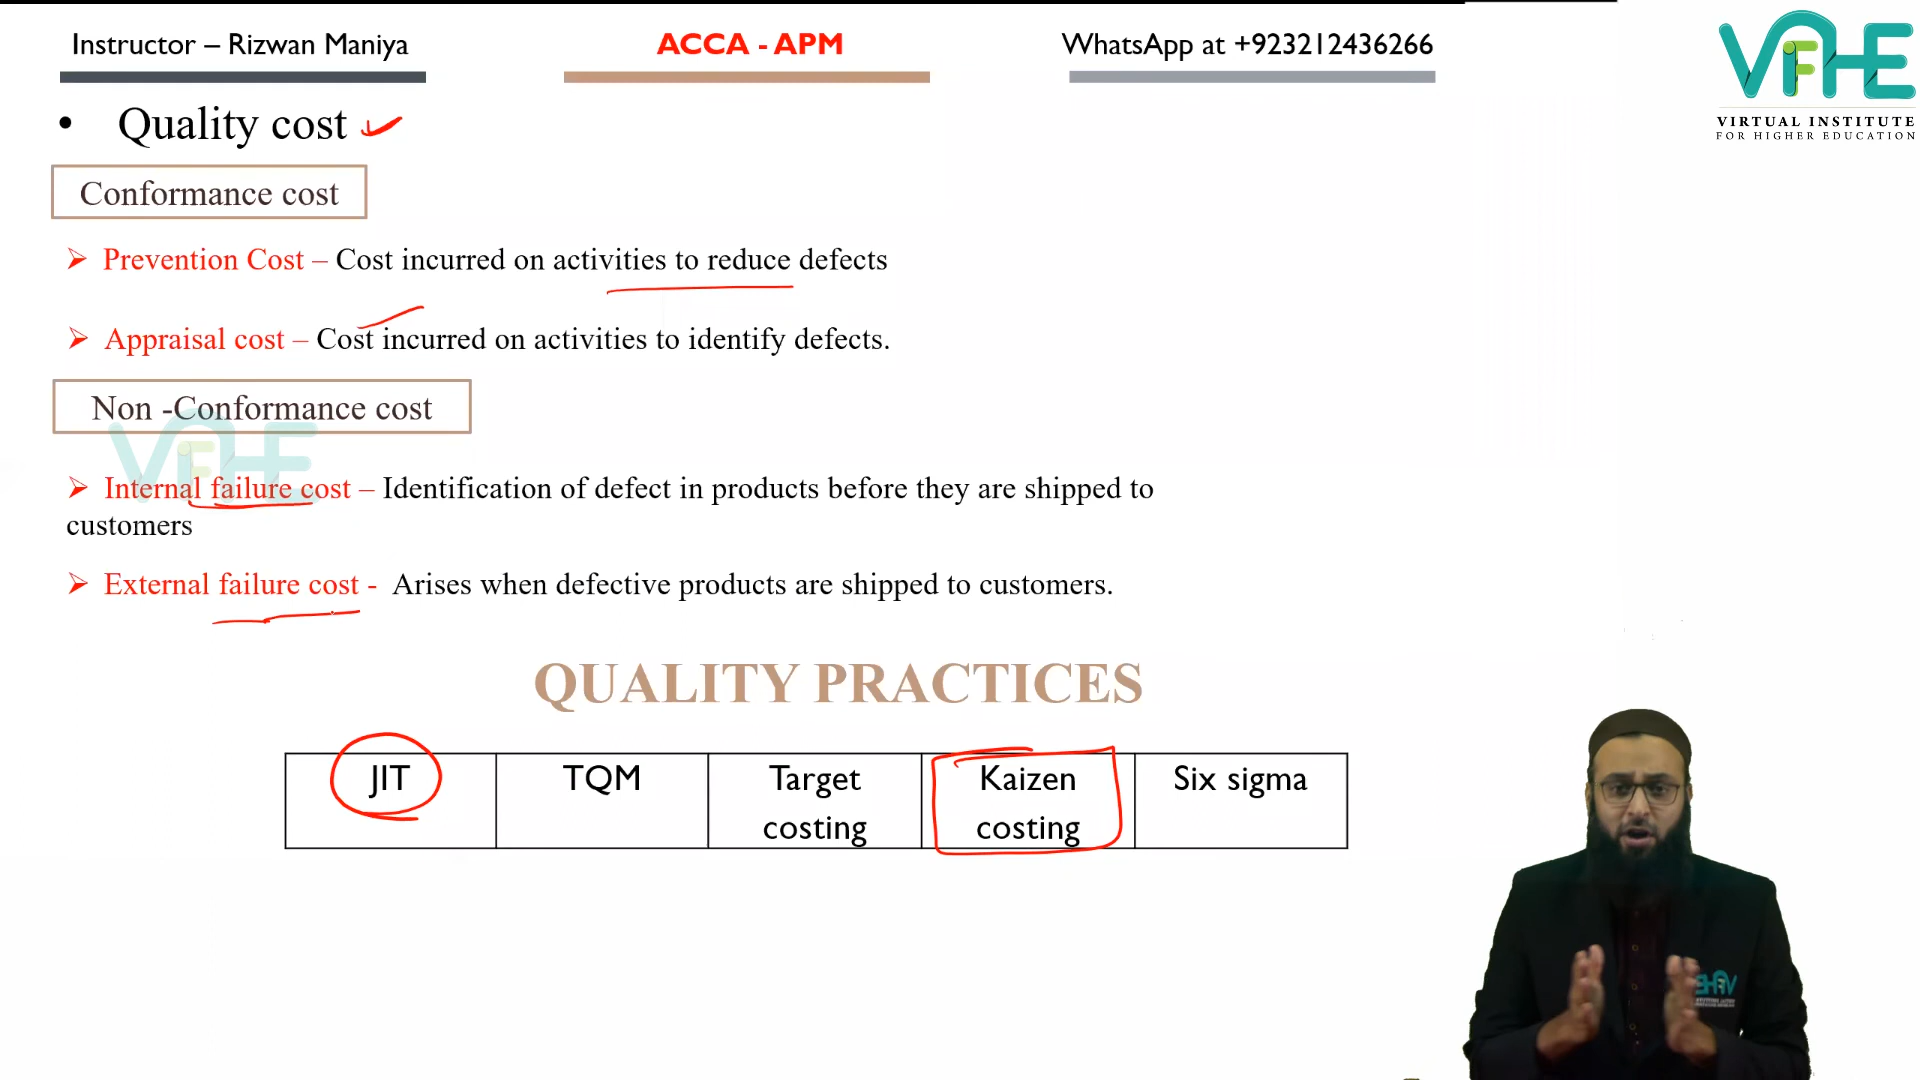 Instructor – Rizwan Maniya
ACCA - APM
WhatsApp at +923212436266
VIFHE
VIRTUAL INSTITUTE
FOR HIGHER EDUCATION
• Quality cost
Conformance cost
➢ Prevention Cost – Cost incurred on activities to reduce defects
➢ Appraisal cost – Cost incurred on activities to identify defects.
Non -Conformance cost
➢ Internal failure cost – Identification of defect in products before they are shipped to
customers
➢ External failure cost - Arises when defective products are shipped to customers.
QUALITY PRACTICES
JIT
TQM
Target
costing
Kaizen
costing
Six sigma